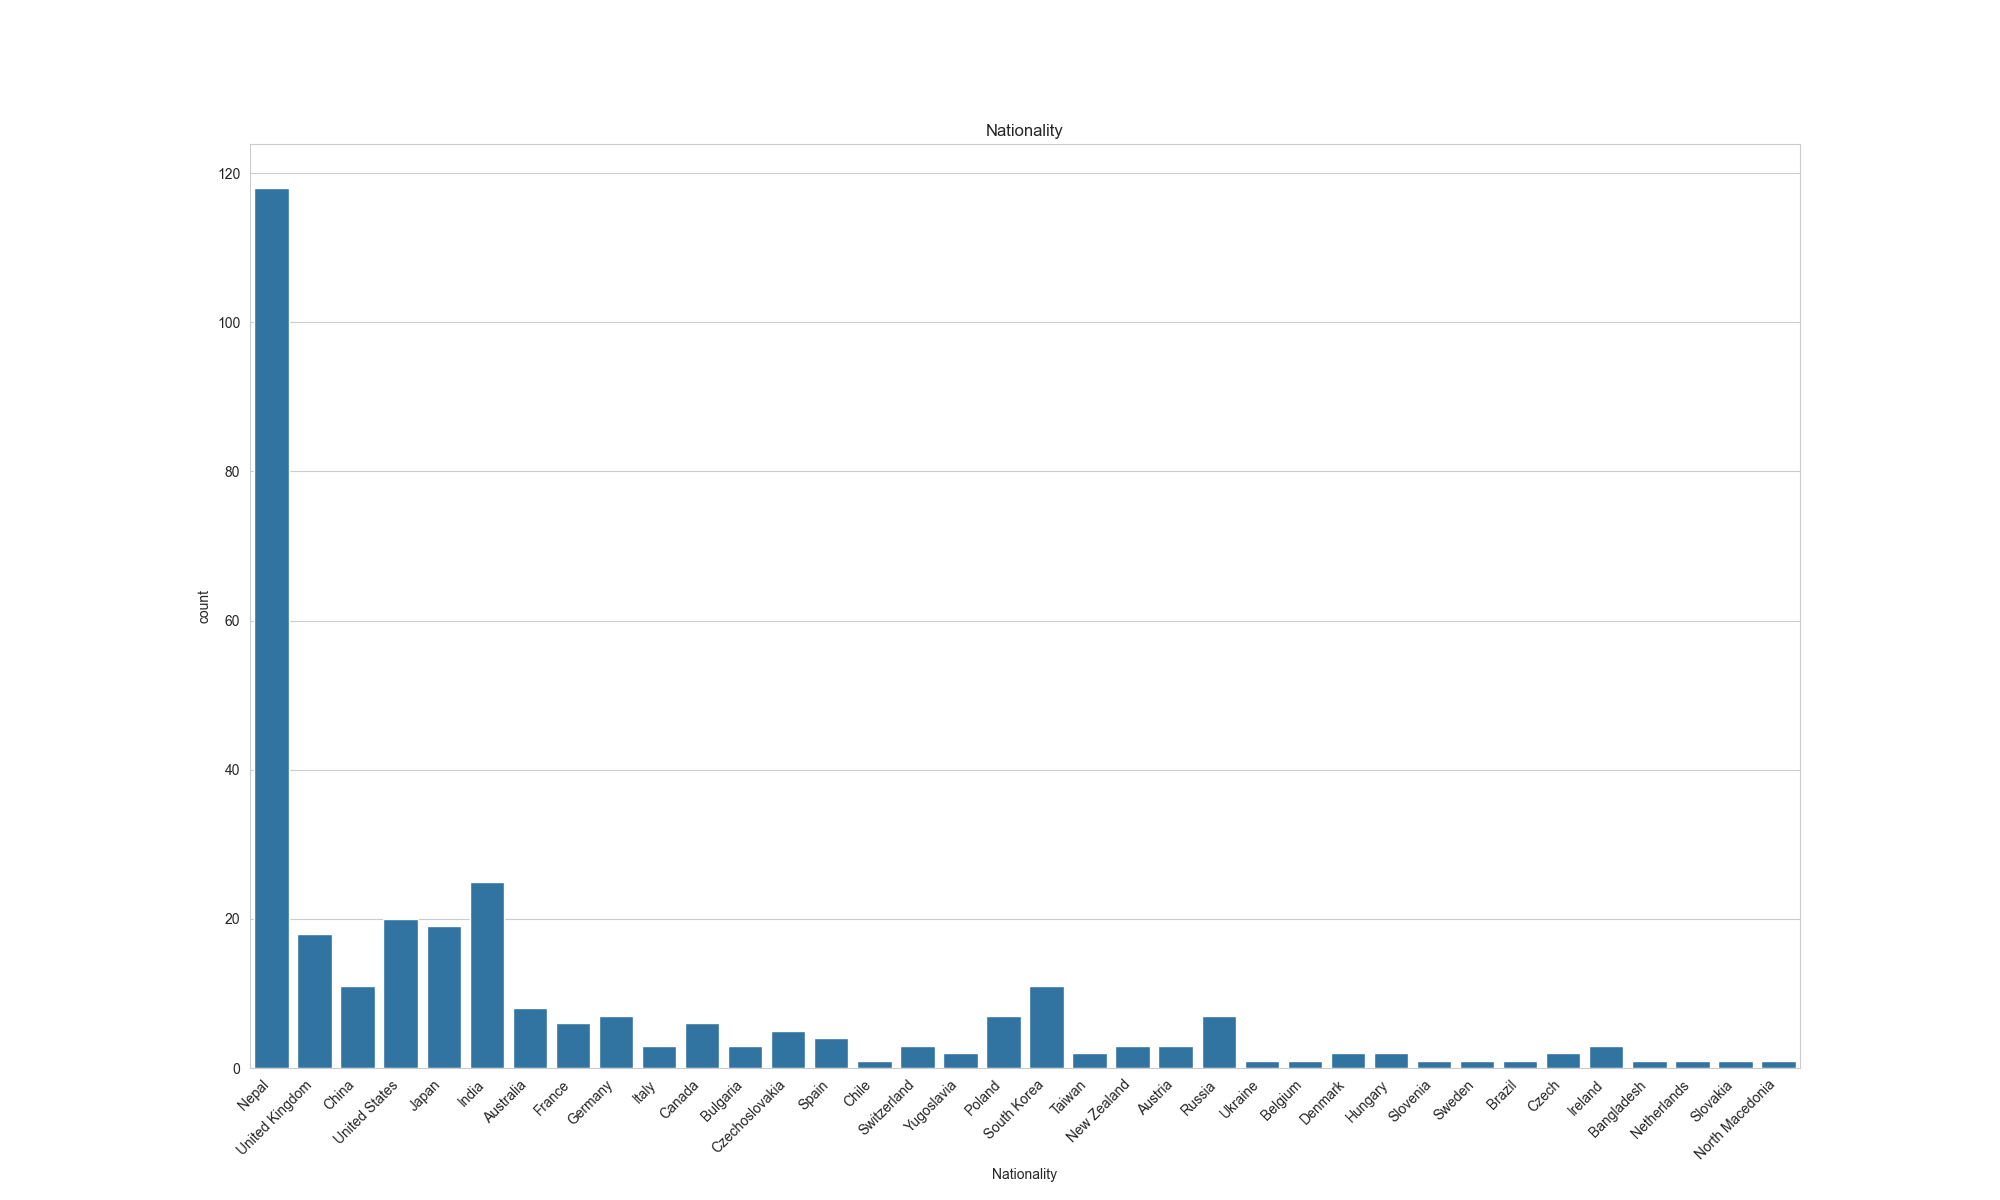 Nationality
120
100
80
60
40
20
0
count
Nepal
United Kingdom
China
United States
Japan
India
Australia
France
Germany
Italy
Canada
Bulgaria
Czechoslovakia
Spain
Chile
Switzerland
Yugoslavia
Poland
South Korea
Taiwan
New Zealand
Austria
Russia
Ukraine
Belgium
Denmark
Hungary
Slovenia
Sweden
Brazil
Czech
Ireland
Bangladesh
Netherlands
Slovakia
North Macedonia
Nationality